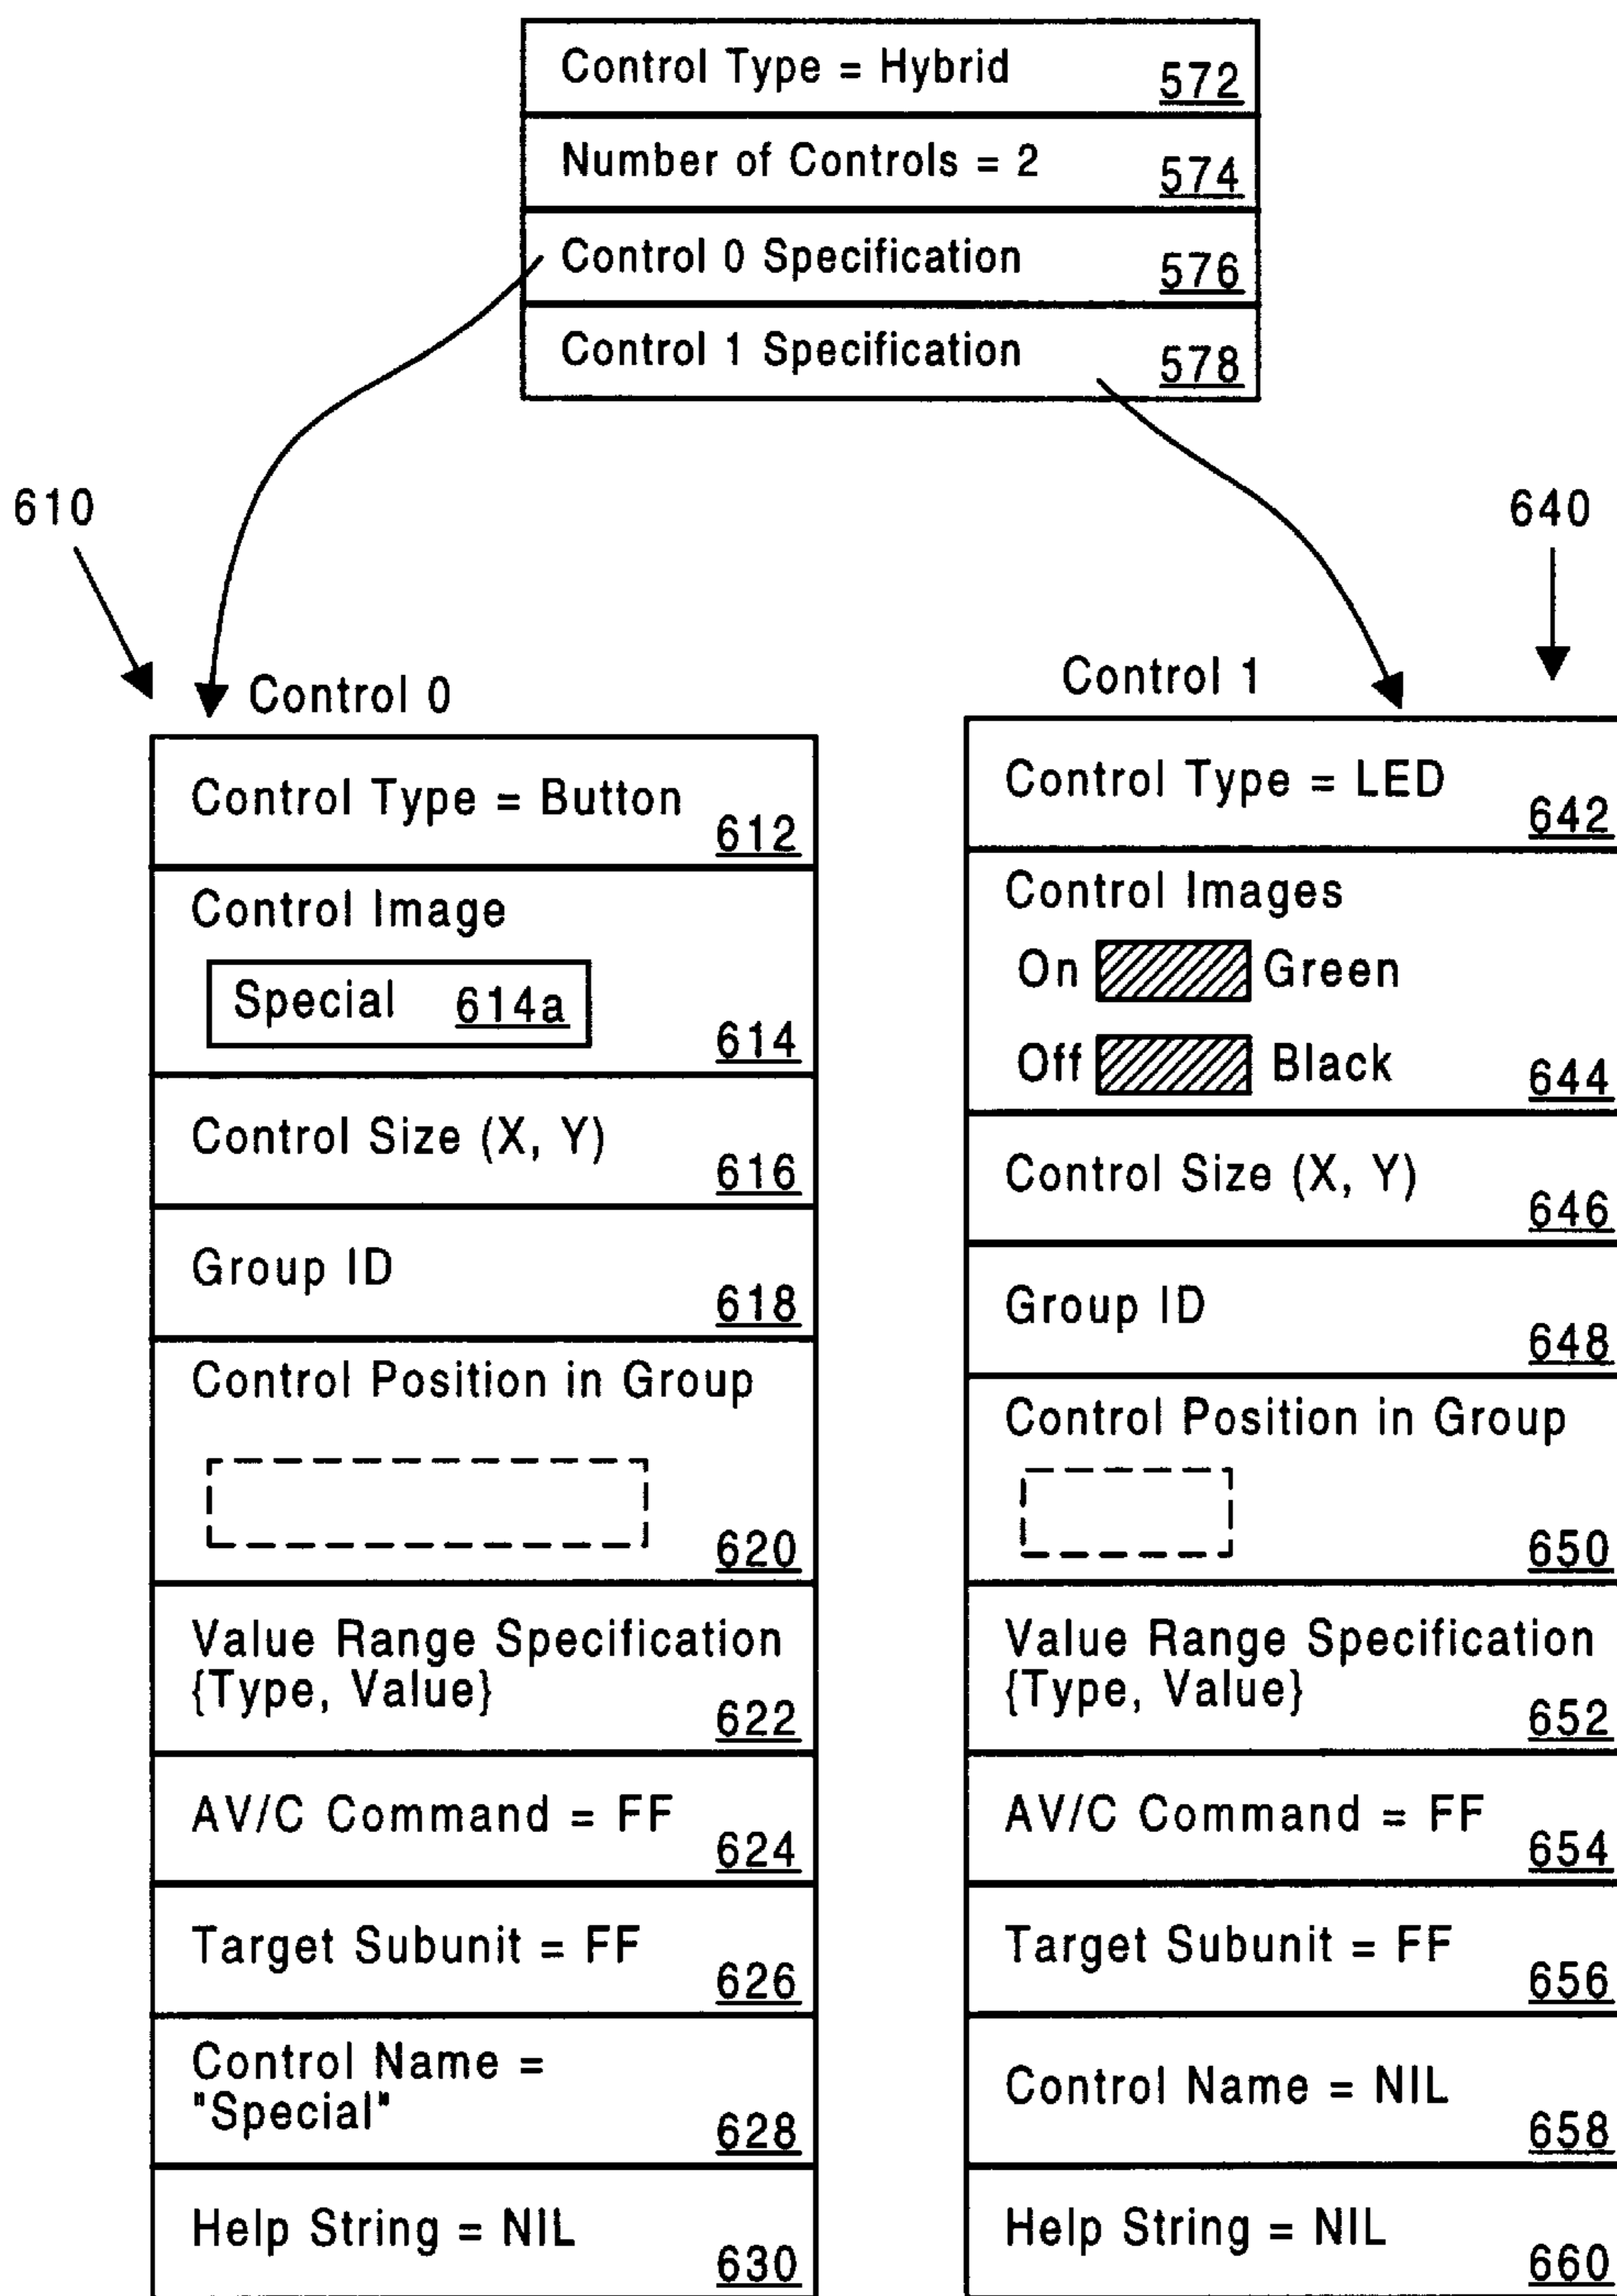 Control Type = Hybrid 572
Number of Controls = 2 574
Control 0 Specification 576
Control 1 Specification 578
610
640
Control 0
Control Type = Button 612
Control Image
Special 614a
614
Control Size (X, Y) 616
Group ID 618
Control Position in Group
620
Value Range Specification
{Type, Value} 622
AV/C Command = FF 624
Target Subunit = FF 626
Control Name =
"Special" 628
Help String = NIL 630
Control 1
Control Type = LED 642
Control Images
On Green
Off Black 644
Control Size (X, Y) 646
Group ID 648
Control Position in Group
650
Value Range Specification
{Type, Value} 652
AV/C Command = FF 654
Target Subunit = FF 656
Control Name = NIL 658
Help String = NIL 660